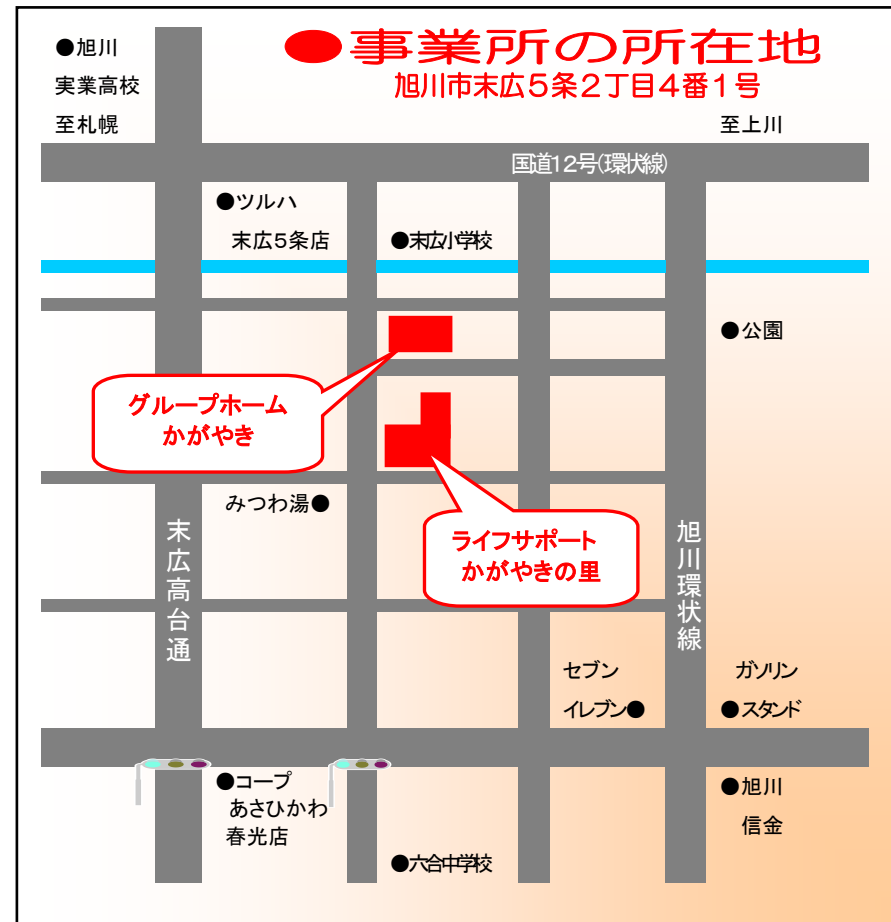 ●事業所の所在地
旭川市末広5条2丁目4番1号
●旭川
実業高校
至札幌
至上川
国道12号(環状線)
●ツルハ
末広5条店
●末広小学校
●公園
グループホーム
かがやき
みつわ湯●
ライフサポート
かがやきの里
末広高台通
旭川環状線
セブン
イレブン●
ガソリン
●スタンド
●コープ
あさひかわ
春光店
●旭川
信金
●六合中学校